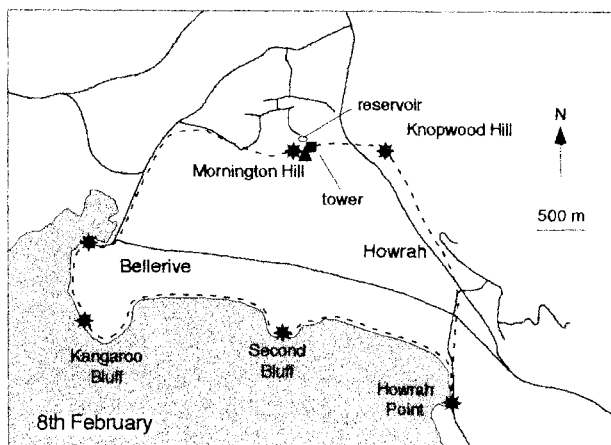 reservoir
Knopwood Hill
N
Mornington Hill
tower
500 m
Howrah
Bellerive
Kangaroo
Bluff
Second
Bluff
Howrah
Point
8th February